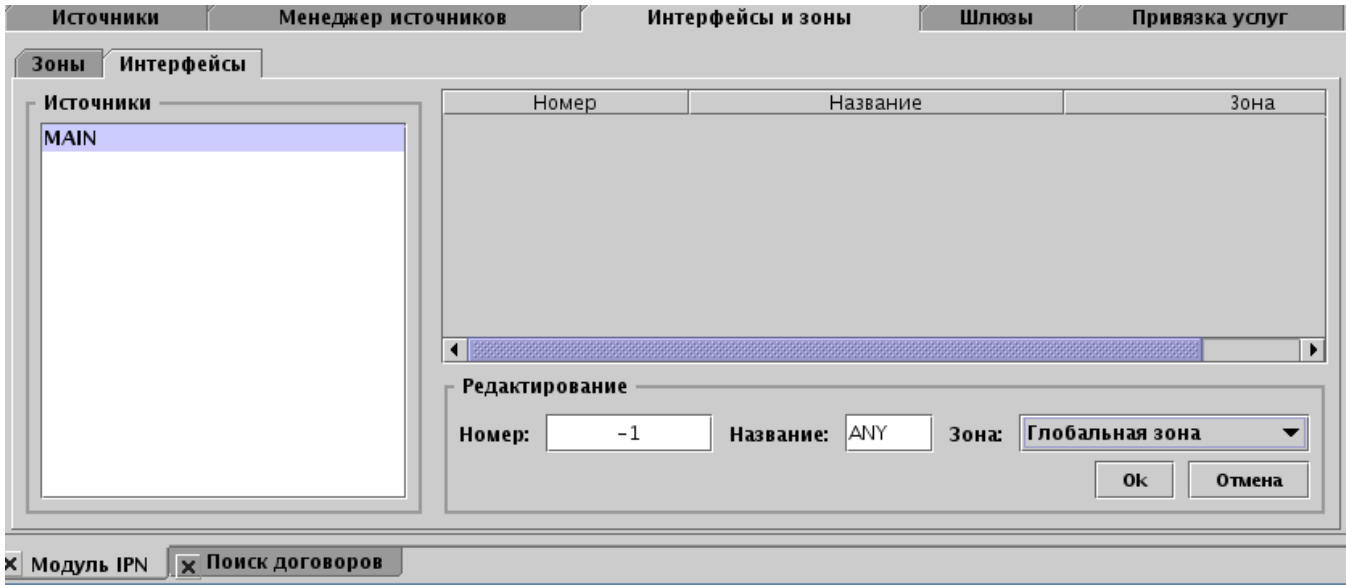 Источники Менеджер источников Интерфейсы и зоны Шлюзы Привязка услуг
Зоны Интерфейсы
Источники
MAIN
Номер Название Зона
Редактирование
Номер: -1 Название: ANY Зона: Глобальная зона
Ok Отмена
Модуль IPN Поиск договоров